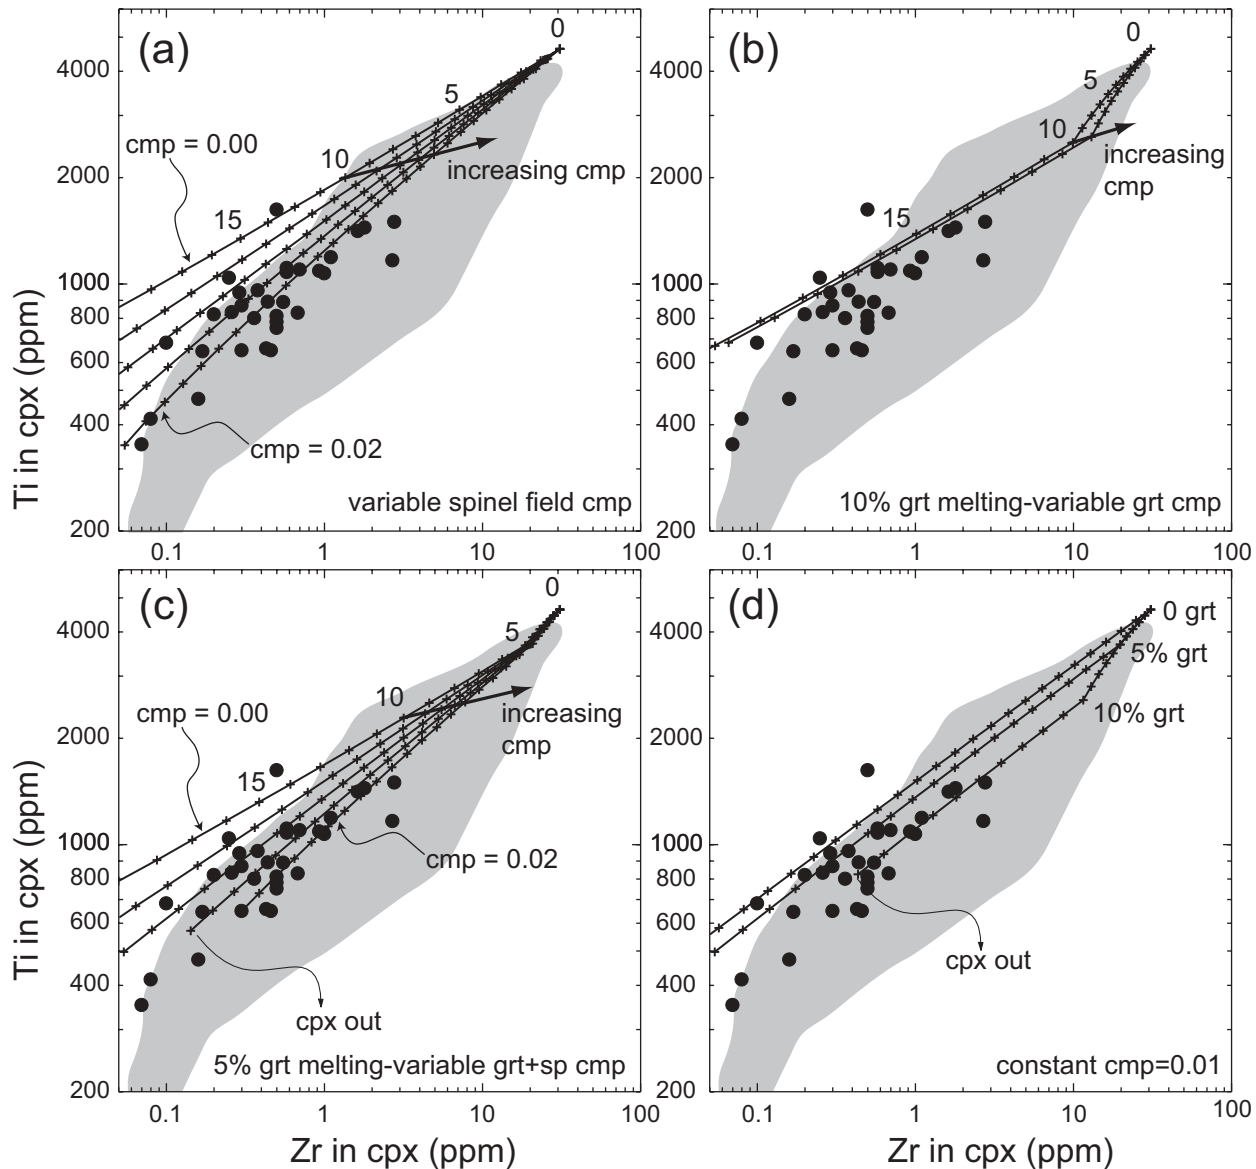 (a)
0
4000
5
cmp = 0.00
10
increasing cmp
2000
15
1000
800
600
400
cmp = 0.02
variable spinel field cmp
200
0.1
1
10
100
Ti in cpx (ppm)
(b)
0
4000
5
10
increasing
cmp
2000
15
1000
800
600
400
10% grt melting-variable grt cmp
200
0.1
1
10
100
(c)
0
4000
5
10
cmp = 0.00
increasing
cmp
2000
15
1000
cmp = 0.02
800
600
400
cpx out
5% grt melting-variable grt+sp cmp
200
0.1
1
10
100
Ti in cpx (ppm)
Zr in cpx (ppm)
(d)
0 grt
4000
5% grt
10% grt
2000
1000
800
600
cpx out
400
constant cmp=0.01
200
0.1
1
10
100
Zr in cpx (ppm)